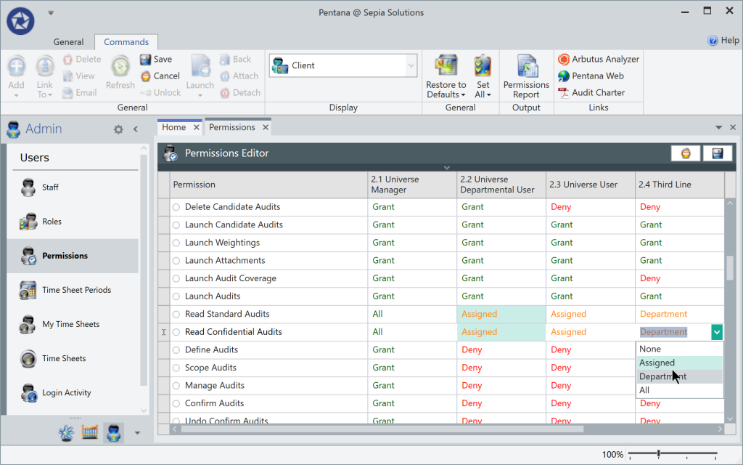 Pentana @ Sepia Solutions
General Commands
Help
Delete Save Back Arbutus Analyzer
Add Link To View Refresh Cancel Launch Attach Client Restore to Defaults Set All Permissions Report Pentana Web
Email Unlock Detach Audit Charter
General Display General Output Links
Admin Home Permissions
Users Permissions Editor
Permission 2.1 Universe Manager 2.2 Universe Departmental User 2.3 Universe User 2.4 Third Line
Staff
Roles
Permissions
Time Sheet Periods
My Time Sheets
Time Sheets
Login Activity
Delete Candidate Audits Grant Grant Deny Deny
Launch Candidate Audits Grant Grant Grant Grant
Launch Weightings Grant Grant Grant Grant
Launch Attachments Grant Grant Grant Grant
Launch Audit Coverage Grant Grant Grant Deny
Launch Audits Grant Grant Grant Grant
Read Standard Audits All Assigned Assigned Department
Read Confidential Audits All Assigned Assigned Department
Define Audits Grant Deny Deny None
Scope Audits Grant Deny Deny Assigned
Manage Audits Grant Deny Deny Department
Confirm Audits Grant Deny Deny All
Deny
Undo Confirm Audits Grant Deny Deny Deny
100%